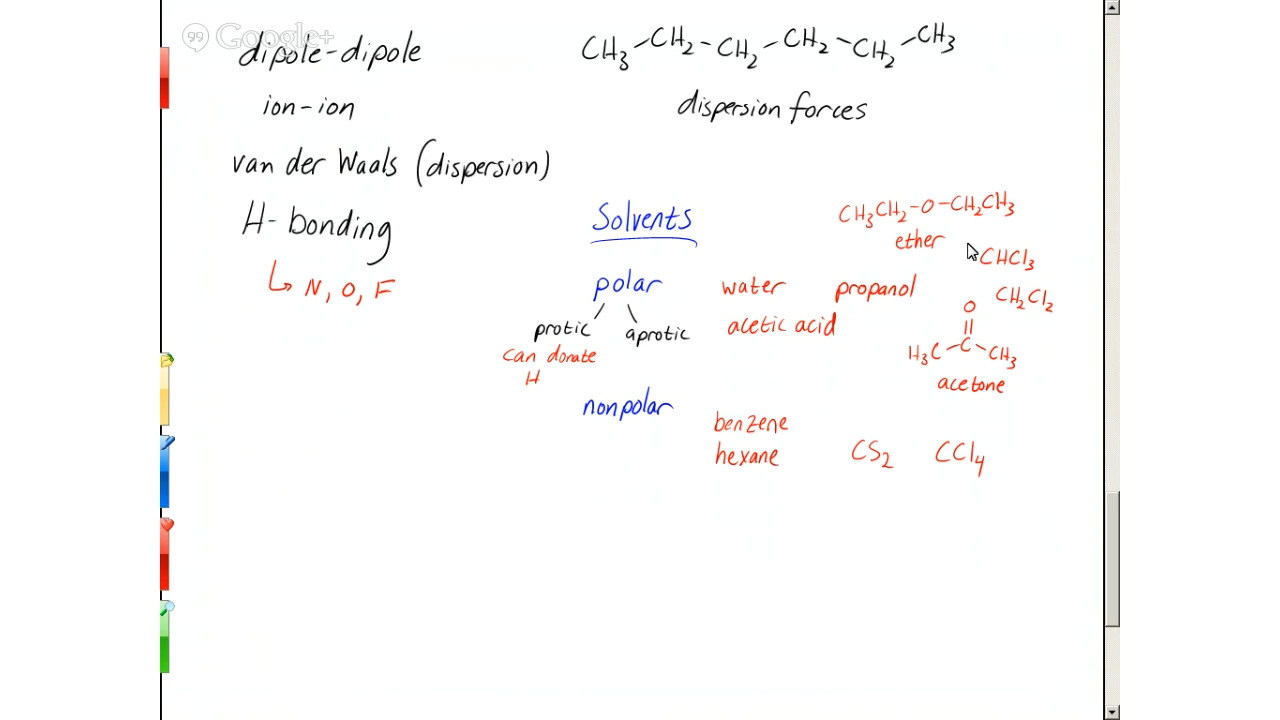 Google+
dipole-dipole
ion-ion
van der Waals (dispersion)
H-bonding
↳ N, O, F
CH3-CH2-CH2-CH2-CH2-CH3
dispersion forces
Solvents
CH3CH2-O-CH2CH3
ether
CHCl3
polar water propanol CH2Cl2
protic aprotic acetic acid
can donate
H
O
||
H3C-C-CH3
acetone
nonpolar
benzene
hexane CS2 CCl4